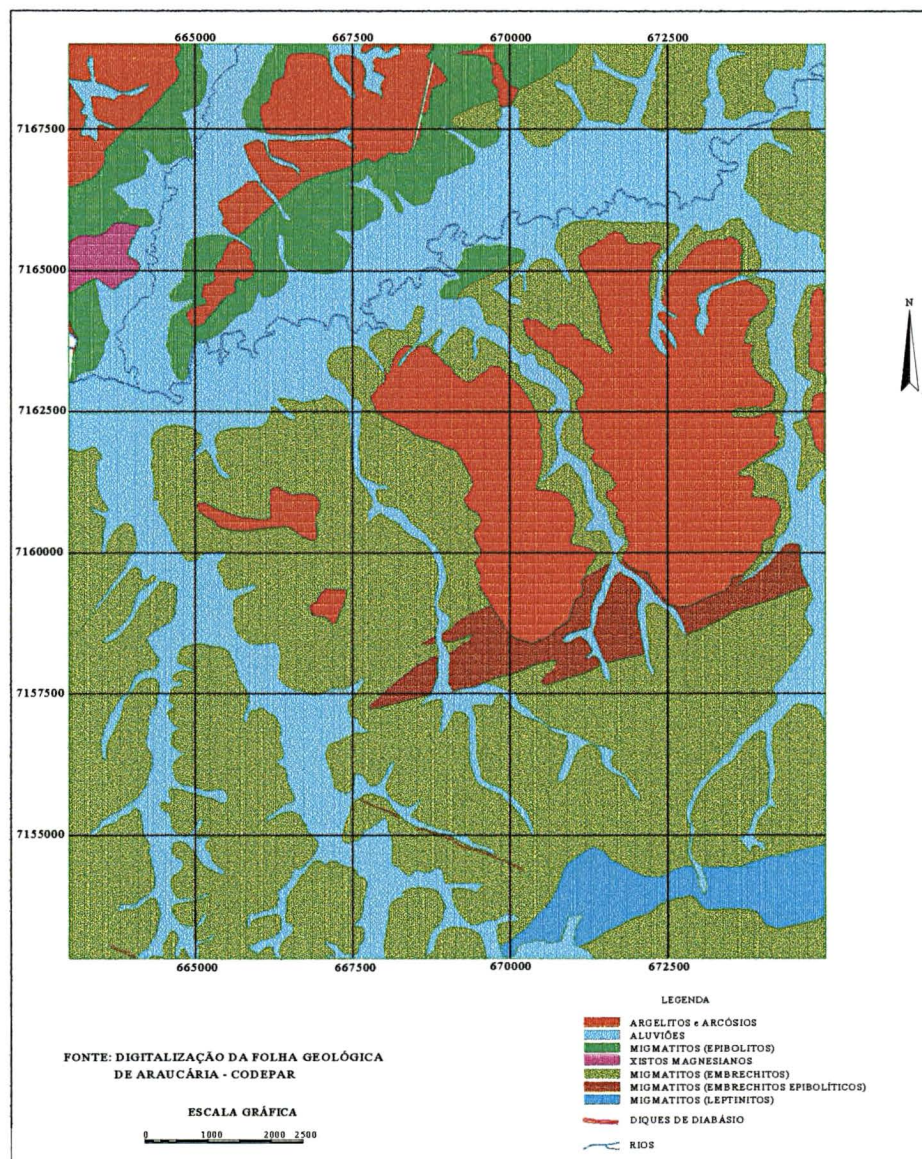 665000 667500 670000 672500
7167500
7165000
N
7162500
7160000
7157500
7155000
665000 667500 670000 672500
LEGENDA
ARGELITOS e ARCÓSIOS
ALUVIÕES
MIGMATITOS (EPIBOLITOS)
XISTOS MAGNESIANOS
MIGMATITOS (EMBRECHITOS)
MIGMATITOS (EMBRECHITOS EPIBOLÍTICOS)
MIGMATITOS (LEPTINITOS)
DIQUES DE DIABÁSIO
RIOS
FONTE: DIGITALIZAÇÃO DA FOLHA GEOLÓGICA
DE ARAUCÁRIA - CODEPAR
ESCALA GRÁFICA
0 1000 2000 2500